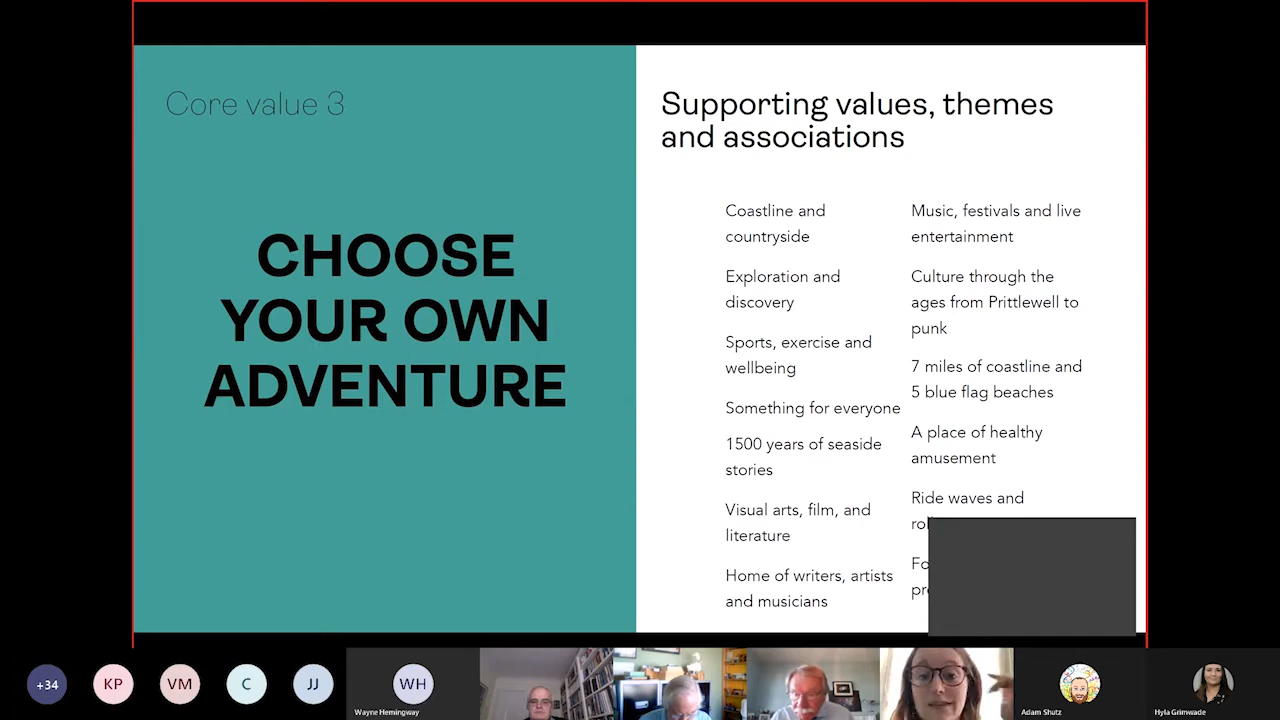 Core value 3
CHOOSE
YOUR OWN
ADVENTURE
Supporting values, themes
and associations
Coastline and
countryside
Exploration and
discovery
Sports, exercise and
wellbeing
Something for everyone
1500 years of seaside
stories
Visual arts, film, and
literature
Home of writers, artists
and musicians
Music, festivals and live
entertainment
Culture through the
ages from Prittlewell to
punk
7 miles of coastline and
5 blue flag beaches
A place of healthy
amusement
Ride waves and
+34
KP
VM
C
JJ
WH
Wayne Hemingway
Adam Shutz
Hyla Grimwade